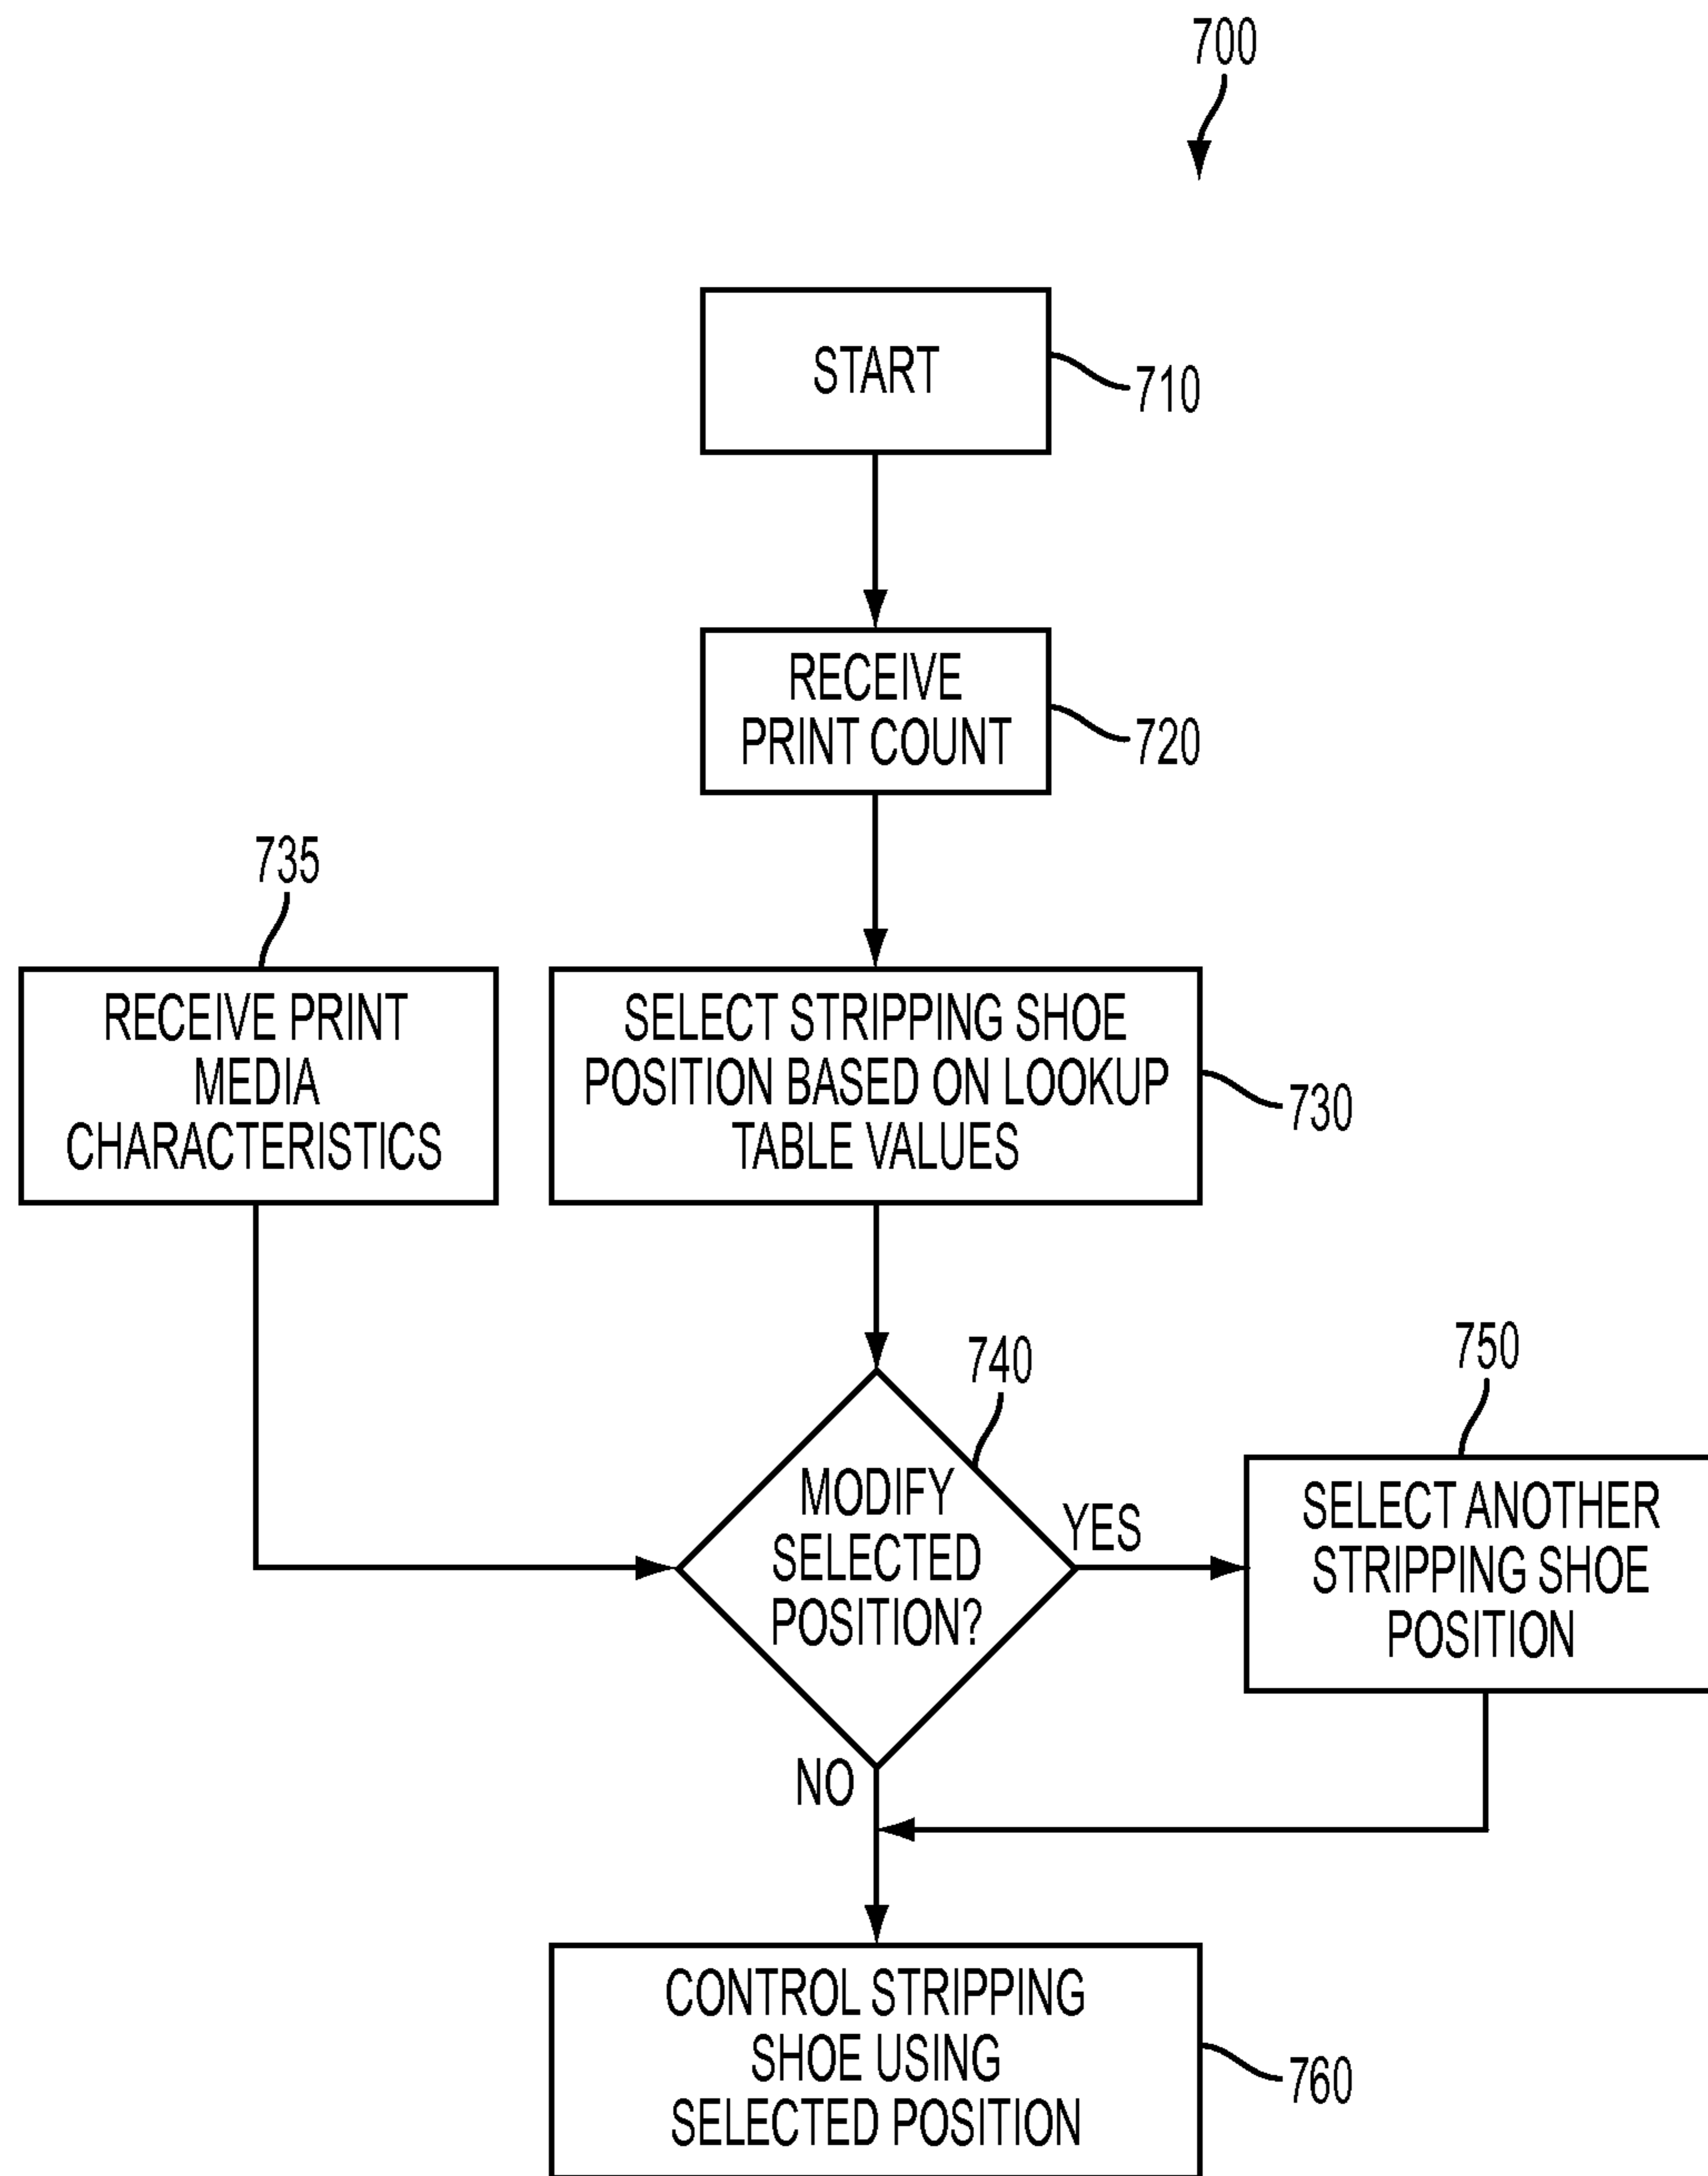 700
START
710
RECEIVE
PRINT COUNT
720
735
RECEIVE PRINT
MEDIA
CHARACTERISTICS
SELECT STRIPPING SHOE
POSITION BASED ON LOOKUP
TABLE VALUES
730
740
MODIFY
SELECTED
POSITION?
YES
750
SELECT ANOTHER
STRIPPING SHOE
POSITION
NO
CONTROL STRIPPING
SHOE USING
SELECTED POSITION
760